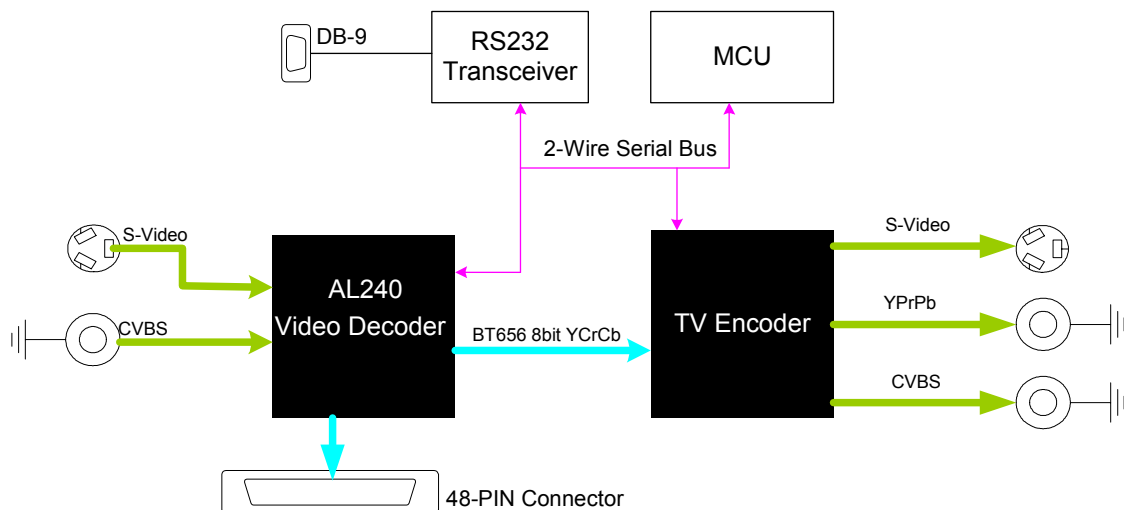 DB-9
RS232
Transceiver
MCU
2-Wire Serial Bus
S-Video
CVBS
AL240
Video Decoder
BT656 8bit YCrCb
TV Encoder
S-Video
YPrPb
CVBS
48-PIN Connector